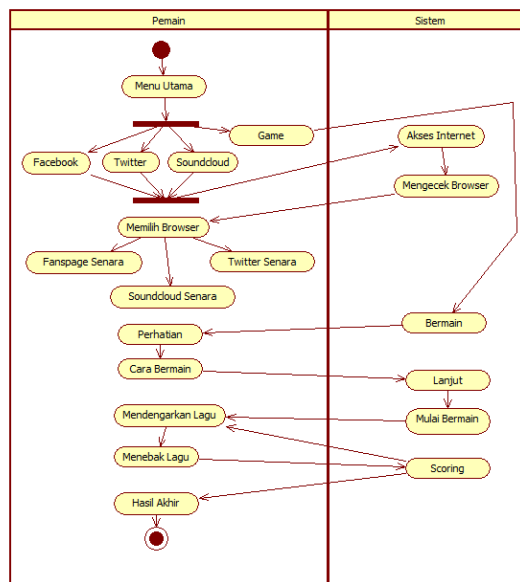 Pemain
Sistem
Menu Utama
Game
Akses Internet
Facebook
Twitter
Soundcloud
Mengecek Browser
Memilih Browser
Fanspage Senara
Twitter Senara
Soundcloud Senara
Bermain
Perhatian
Cara Bermain
Lanjut
Mendengarkan Lagu
Mulai Bermain
Menebak Lagu
Scoring
Hasil Akhir